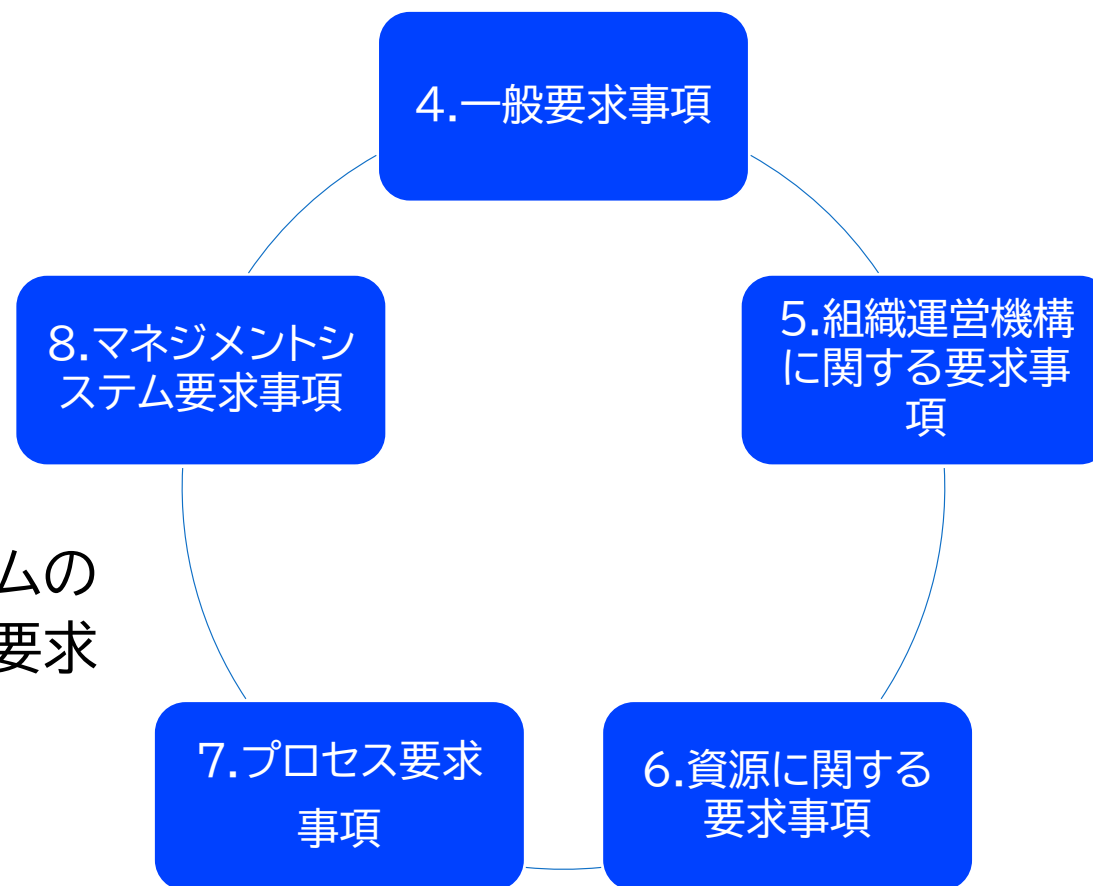 4.一般要求事項
5.組織運営機構
に関する要求事
項
6.資源に関する
要求事項
7.プロセス要求
事項
8.マネジメントシ
ステム要求事項
ムの
要求